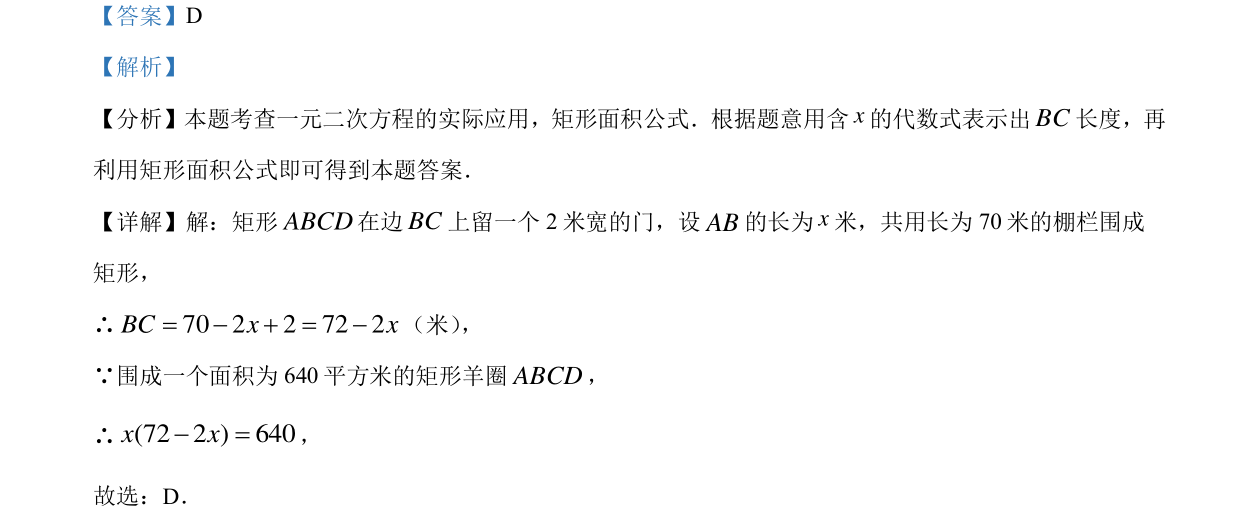 【答案】D
【解析】
【分析】本题考查一元二次方程的实际应用，矩形面积公式．根据题意用含 x 的代数式表示出 BC 长度，再
利用矩形面积公式即可得到本题答案．
【详解】解：矩形 ABCD 在边 BC 上留一个 2 米宽的门，设 AB 的长为 x 米，共用长为 70 米的棚栏围成
矩形，
∴ BC = 70 − 2x + 2 = 72 − 2x（米），
∵围成一个面积为 640 平方米的矩形羊圈 ABCD，
∴ x(72 − 2x) = 640，
故选：D．